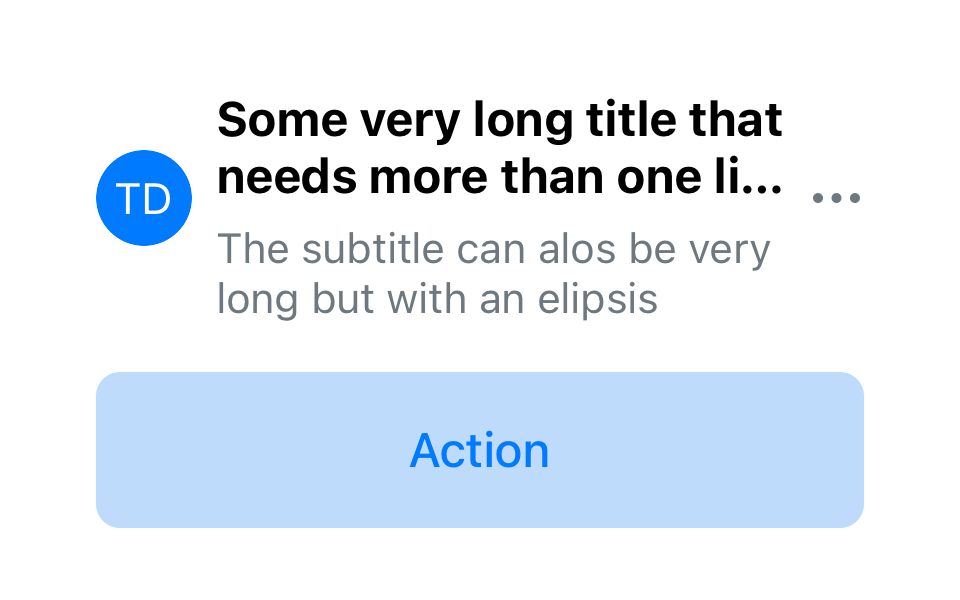 TD
Some very long title that
needs more than one li...
The subtitle can alos be very
long but with an elipsis
Action